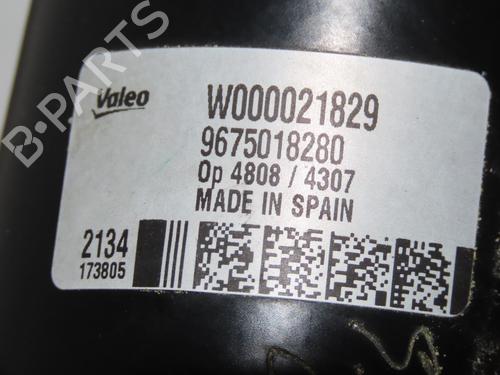 B-PARTS
Valeo
W000021829
9675018280
Op 4808 / 4307
MADE IN SPAIN
2134
173805